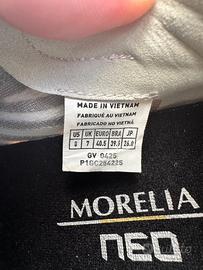 MADE IN VIETNAM
FABRIQUÉ AU VIETNAM
FABRICADO NO VIETNÃ
US UK EURO BRA JP
8 7 40.5 39.5 26.0
GV 0425
P1GC254225
MORELIA
NEO